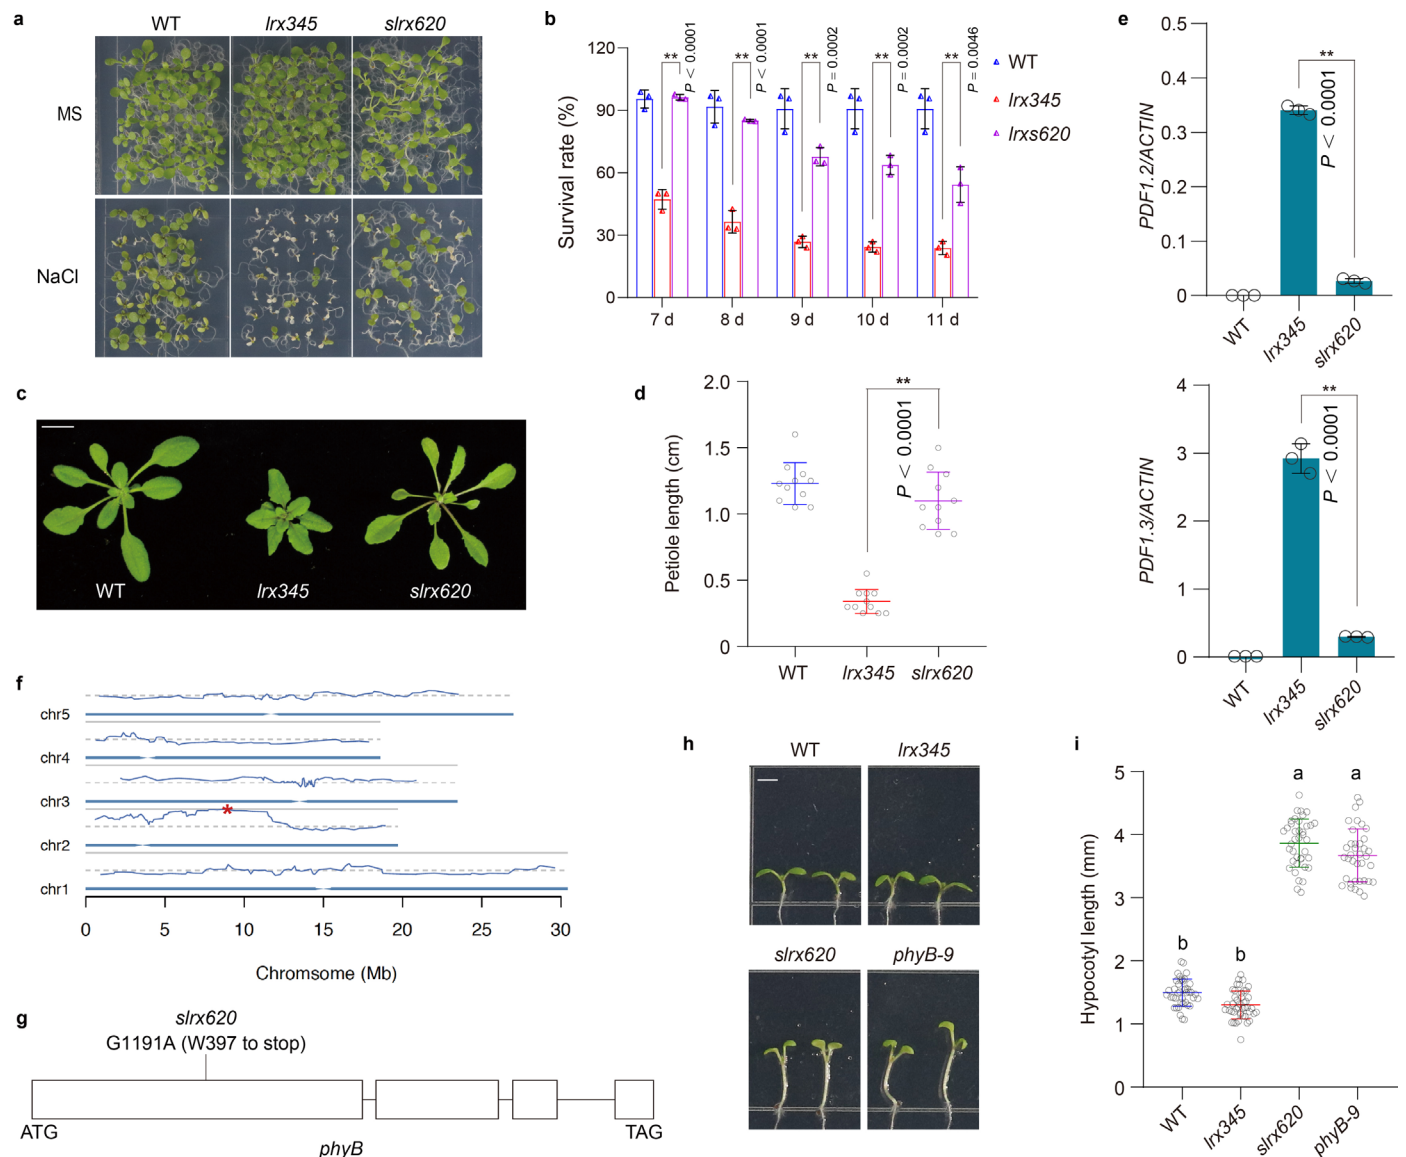 a
WT lrx345 slrx620
MS
NaCl
b
Survival rate (%)
120
90
60
30
0
** P < 0.0001
** P < 0.0001
** P = 0.0002
** P = 0.0002
** P = 0.0046
7 d 8 d 9 d 10 d 11 d
WT
lrx345
lrxs620
c
WT lrx345 slrx620
d
Petiole length (cm)
2.0
1.5
1.0
0.5
0
**
P < 0.0001
WT lrx345 slrx620
e
PDF1.2/ACTIN
0.5
0.4
0.3
0.2
0.1
0
**
P < 0.0001
WT lrx345 slrx620
PDF1.3/ACTIN
4
3
2
1
0
**
P < 0.0001
WT lrx345 slrx620
f
chr5
chr4
chr3
*
chr2
chr1
0 5 10 15 20 25 30
Chromsome (Mb)
g
slrx620
G1191A (W397 to stop)
ATG TAG
phyB
h
WT lrx345
slrx620 phyB-9
i
Hypocotyl length (mm)
5
4
3
2
1
0
b b a a
WT lrx345 slrx620 phyB-9